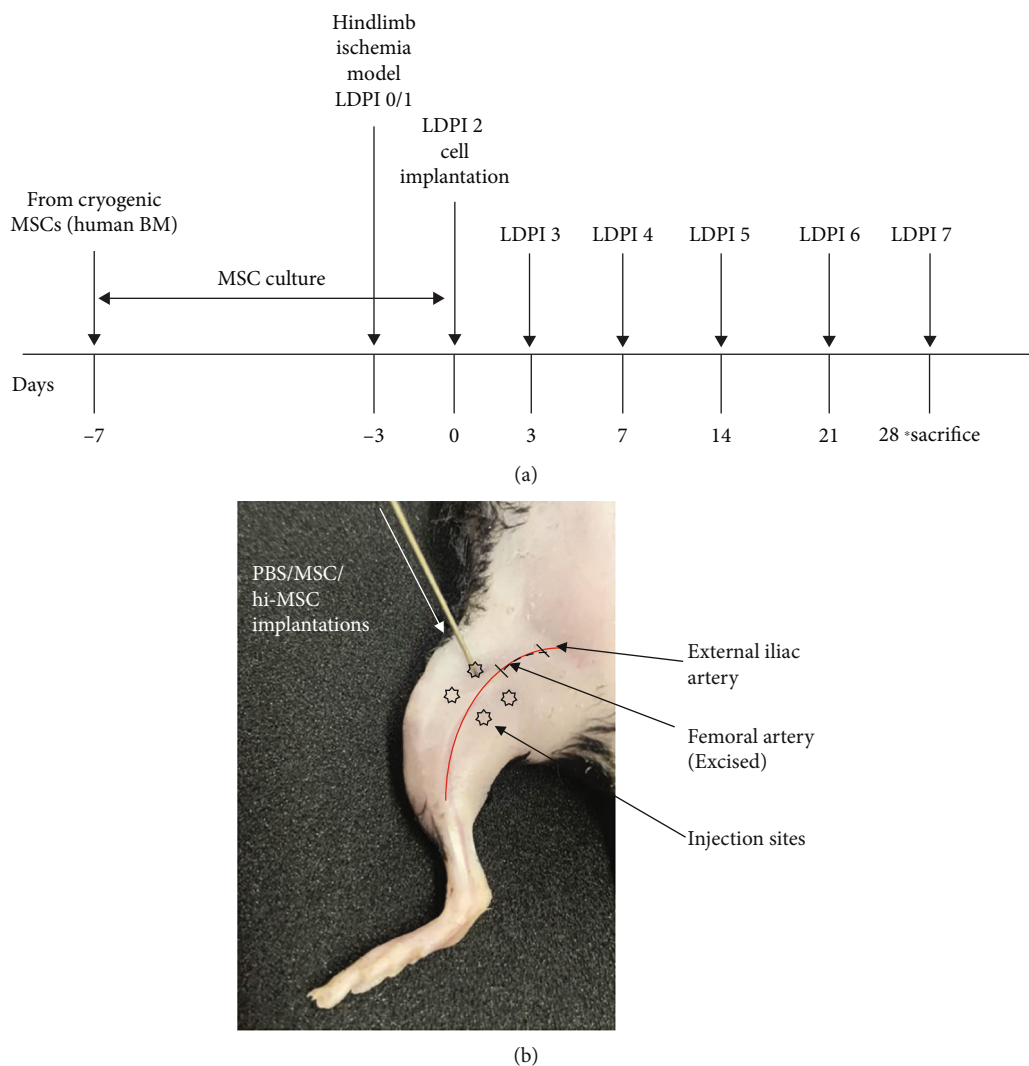 Hindlimb
ischemia
model
LDPI 0/1
LDPI 2
cell
implantation
From cryogenic
MSCs (human BM)
LDPI 3
LDPI 4
LDPI 5
LDPI 6
LDPI 7
MSC culture
Days
–7
–3
0
3
7
14
21
28 *sacrifice
(a)
PBS/MSC/
hi-MSC
implantations
External iliac
artery
Femoral artery
(Excised)
Injection sites
(b)